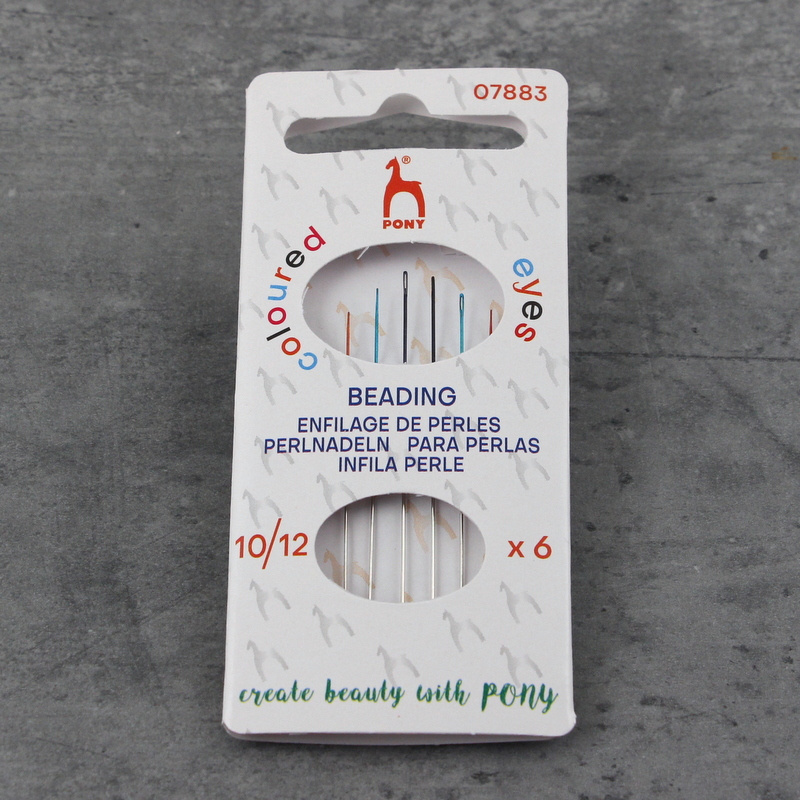 07883
®
PONY
coloured eyes
BEADING
ENFILAGE DE PERLES
PERLNADELN PARA PERLAS
INFILA PERLE
10/12 x 6
create beauty with PONY